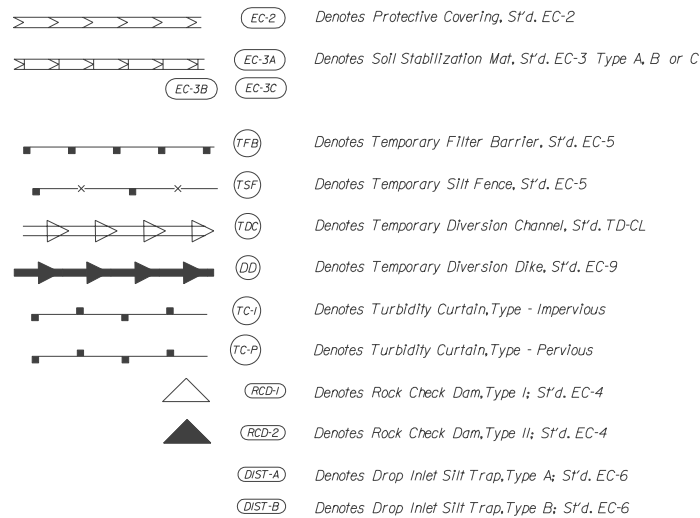 EC-2 Denotes Protective Covering, St'd. EC-2
EC-3A Denotes Soil Stabilization Mat, St'd. EC-3 Type A, B or C
EC-3B EC-3C
TFB Denotes Temporary Filter Barrier, St'd. EC-5
TSF Denotes Temporary Silt Fence, St'd. EC-5
TDC Denotes Temporary Diversion Channel, St'd. TD-CL
DD Denotes Temporary Diversion Dike, St'd. EC-9
TC-I Denotes Turbidity Curtain, Type - Impervious
TC-P Denotes Turbidity Curtain, Type - Pervious
RCD-1 Denotes Rock Check Dam, Type I; St'd. EC-4
RCD-2 Denotes Rock Check Dam, Type II; St'd. EC-4
DIST-A Denotes Drop Inlet Silt Trap, Type A; St'd. EC-6
DIST-B Denotes Drop Inlet Silt Trap, Type B; St'd. EC-6